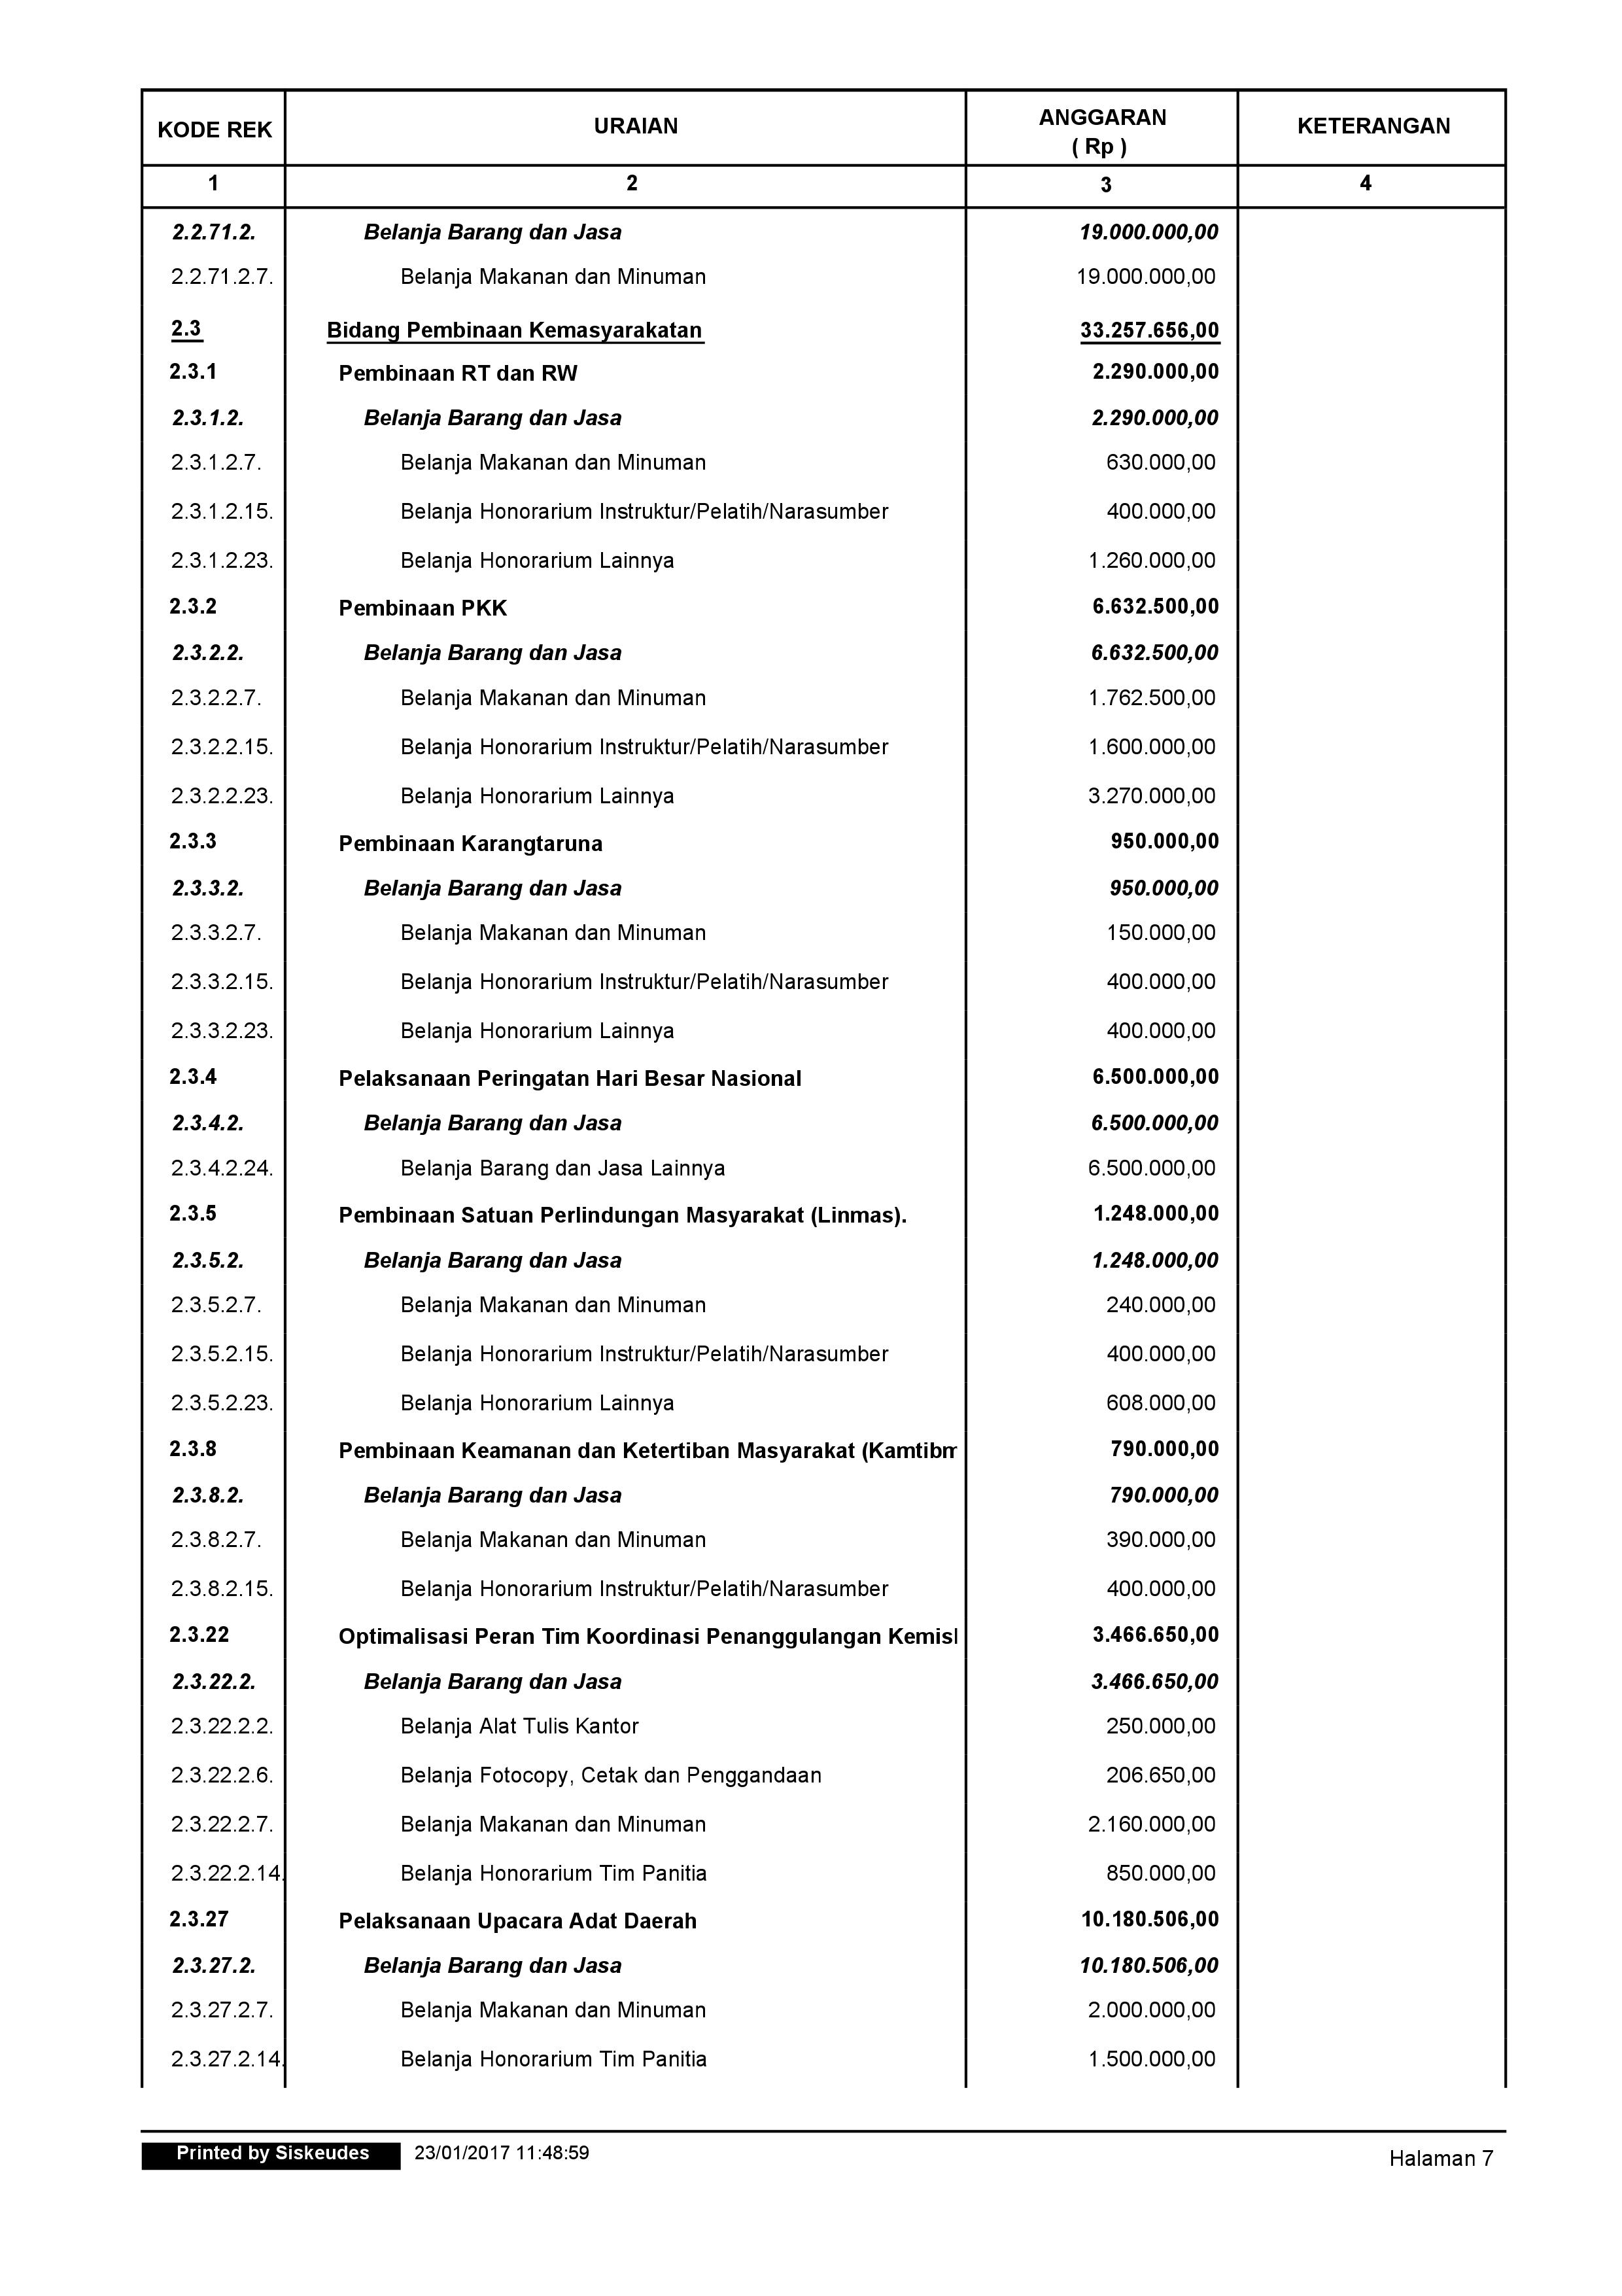 KODE REK URAIAN ANGGARAN ( Rp ) KETERANGAN
1 2 3 4
2.2.71.2. Belanja Barang dan Jasa 19.000.000,00
2.2.71.2.7. Belanja Makanan dan Minuman 19.000.000,00
2.3 Bidang Pembinaan Kemasyarakatan 33.257.656,00
2.3.1 Pembinaan RT dan RW 2.290.000,00
2.3.1.2. Belanja Barang dan Jasa 2.290.000,00
2.3.1.2.7. Belanja Makanan dan Minuman 630.000,00
2.3.1.2.15. Belanja Honorarium Instruktur/Pelatih/Narasumber 400.000,00
2.3.1.2.23. Belanja Honorarium Lainnya 1.260.000,00
2.3.2 Pembinaan PKK 6.632.500,00
2.3.2.2. Belanja Barang dan Jasa 6.632.500,00
2.3.2.2.7. Belanja Makanan dan Minuman 1.762.500,00
2.3.2.2.15. Belanja Honorarium Instruktur/Pelatih/Narasumber 1.600.000,00
2.3.2.2.23. Belanja Honorarium Lainnya 3.270.000,00
2.3.3 Pembinaan Karangtaruna 950.000,00
2.3.3.2. Belanja Barang dan Jasa 950.000,00
2.3.3.2.7. Belanja Makanan dan Minuman 150.000,00
2.3.3.2.15. Belanja Honorarium Instruktur/Pelatih/Narasumber 400.000,00
2.3.3.2.23. Belanja Honorarium Lainnya 400.000,00
2.3.4 Pelaksanaan Peringatan Hari Besar Nasional 6.500.000,00
2.3.4.2. Belanja Barang dan Jasa 6.500.000,00
2.3.4.2.24. Belanja Barang dan Jasa Lainnya 6.500.000,00
2.3.5 Pembinaan Satuan Perlindungan Masyarakat (Linmas). 1.248.000,00
2.3.5.2. Belanja Barang dan Jasa 1.248.000,00
2.3.5.2.7. Belanja Makanan dan Minuman 240.000,00
2.3.5.2.15. Belanja Honorarium Instruktur/Pelatih/Narasumber 400.000,00
2.3.5.2.23. Belanja Honorarium Lainnya 608.000,00
2.3.8 Pembinaan Keamanan dan Ketertiban Masyarakat (Kamtibm 790.000,00
2.3.8.2. Belanja Barang dan Jasa 790.000,00
2.3.8.2.7. Belanja Makanan dan Minuman 390.000,00
2.3.8.2.15. Belanja Honorarium Instruktur/Pelatih/Narasumber 400.000,00
2.3.22 Optimalisasi Peran Tim Koordinasi Penanggulangan Kemisl 3.466.650,00
2.3.22.2. Belanja Barang dan Jasa 3.466.650,00
2.3.22.2.2. Belanja Alat Tulis Kantor 250.000,00
2.3.22.2.6. Belanja Fotocopy, Cetak dan Penggandaan 206.650,00
2.3.22.2.7. Belanja Makanan dan Minuman 2.160.000,00
2.3.22.2.14. Belanja Honorarium Tim Panitia 850.000,00
2.3.27 Pelaksanaan Upacara Adat Daerah 10.180.506,00
2.3.27.2. Belanja Barang dan Jasa 10.180.506,00
2.3.27.2.7. Belanja Makanan dan Minuman 2.000.000,00
2.3.27.2.14. Belanja Honorarium Tim Panitia 1.500.000,00
Printed by Siskeudes 23/01/2017 11:48:59 Halaman 7